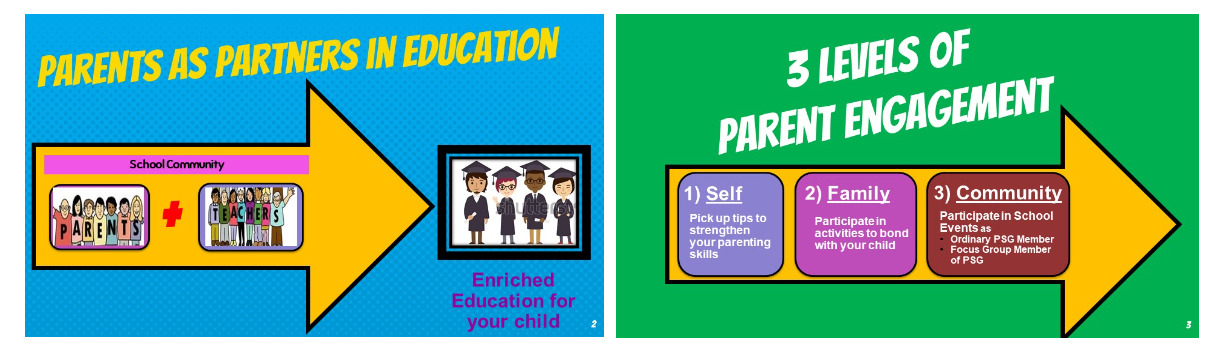 PARENTS AS PARTNERS IN EDUCATION
School Community
PARENTS
TEACHERS
shutterst
Enriched
Education for
your child
2
3 LEVELS OF
PARENT ENGAGEMENT
1) Self
Pick up tips to
strengthen
your parenting
skills
2) Family
Participate in
activities to bond
with your child
3) Community
Participate in School
Events as
• Ordinary PSG Member
• Focus Group Member
of PSG
3